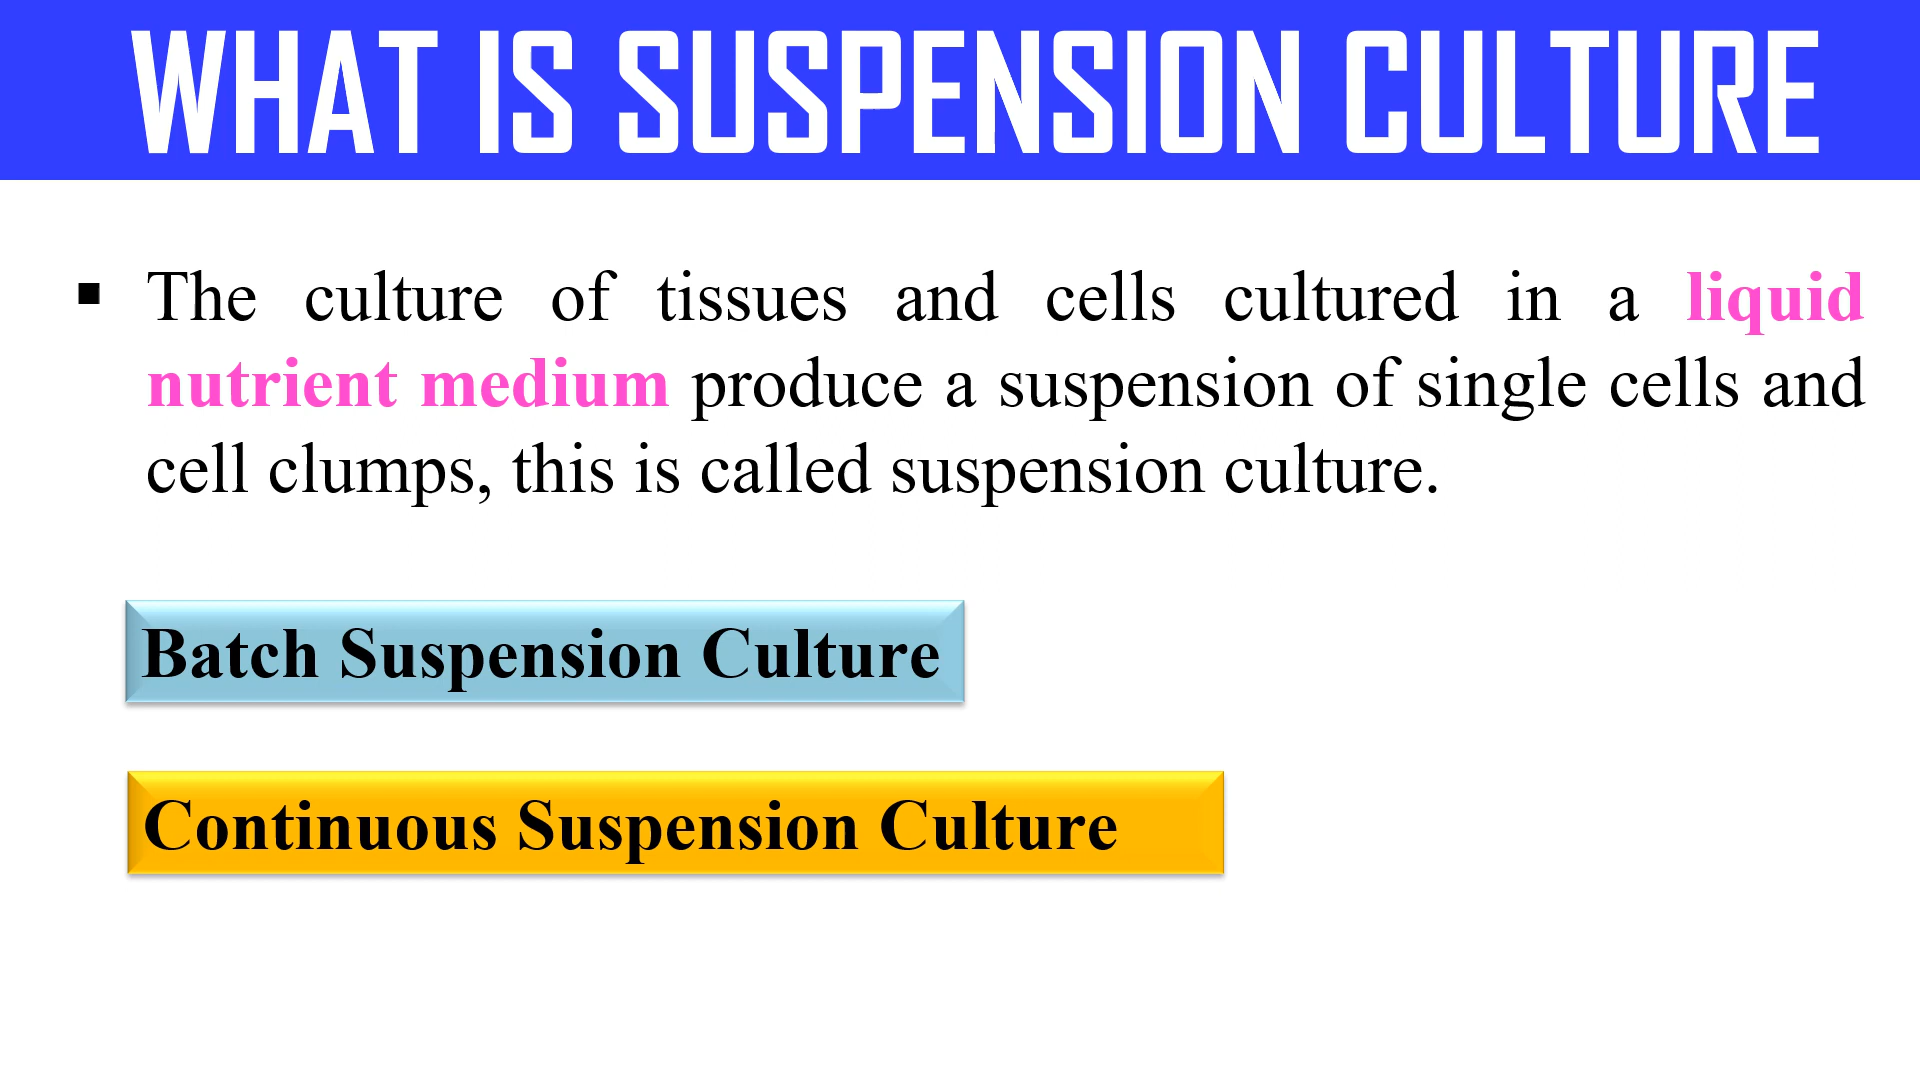 WHAT IS SUSPENSION CULTURE
▪ The culture of tissues and cells cultured in a liquid
nutrient medium produce a suspension of single cells and
cell clumps, this is called suspension culture.
Batch Suspension Culture
Continuous Suspension Culture